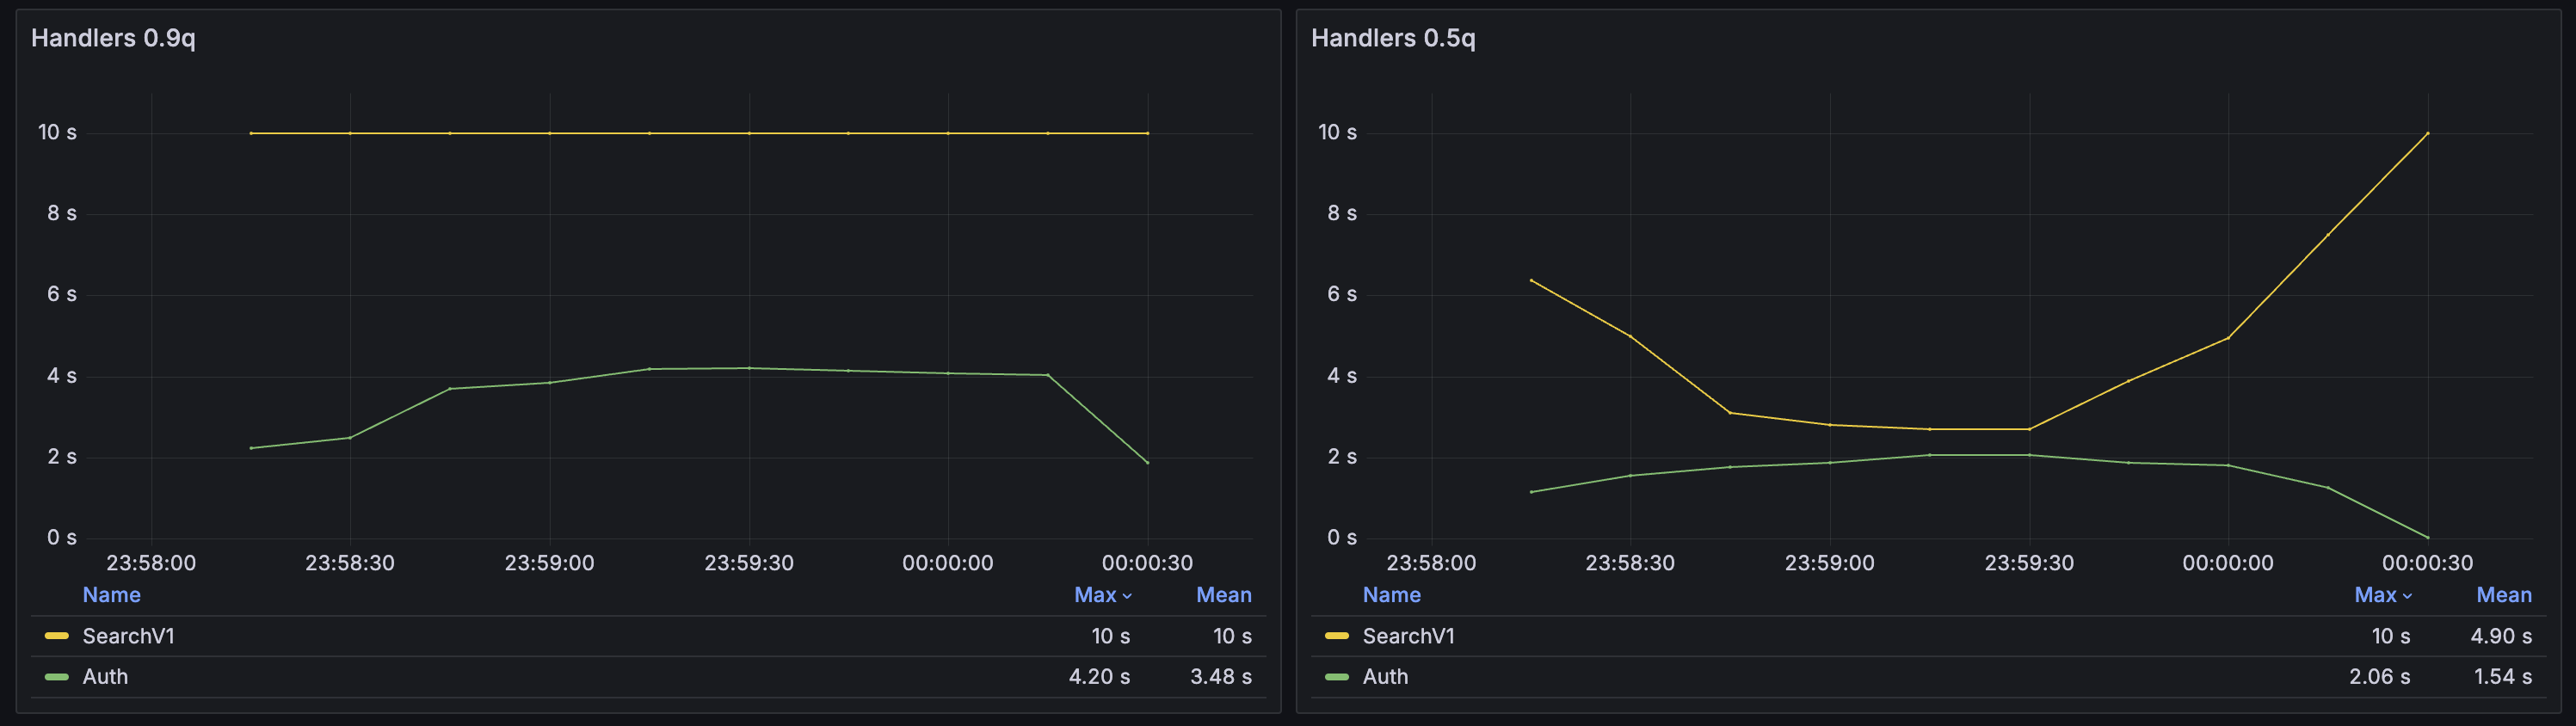 Handlers 0.9q
10 s
8 s
6 s
4 s
2 s
0 s
23:58:00 23:58:30 23:59:00 23:59:30 00:00:00 00:00:30
Name Max Mean
SearchV1 10 s 10 s
Auth 4.20 s 3.48 s
Handlers 0.5q
10 s
8 s
6 s
4 s
2 s
0 s
23:58:00 23:58:30 23:59:00 23:59:30 00:00:00 00:00:30
Name Max Mean
SearchV1 10 s 4.90 s
Auth 2.06 s 1.54 s